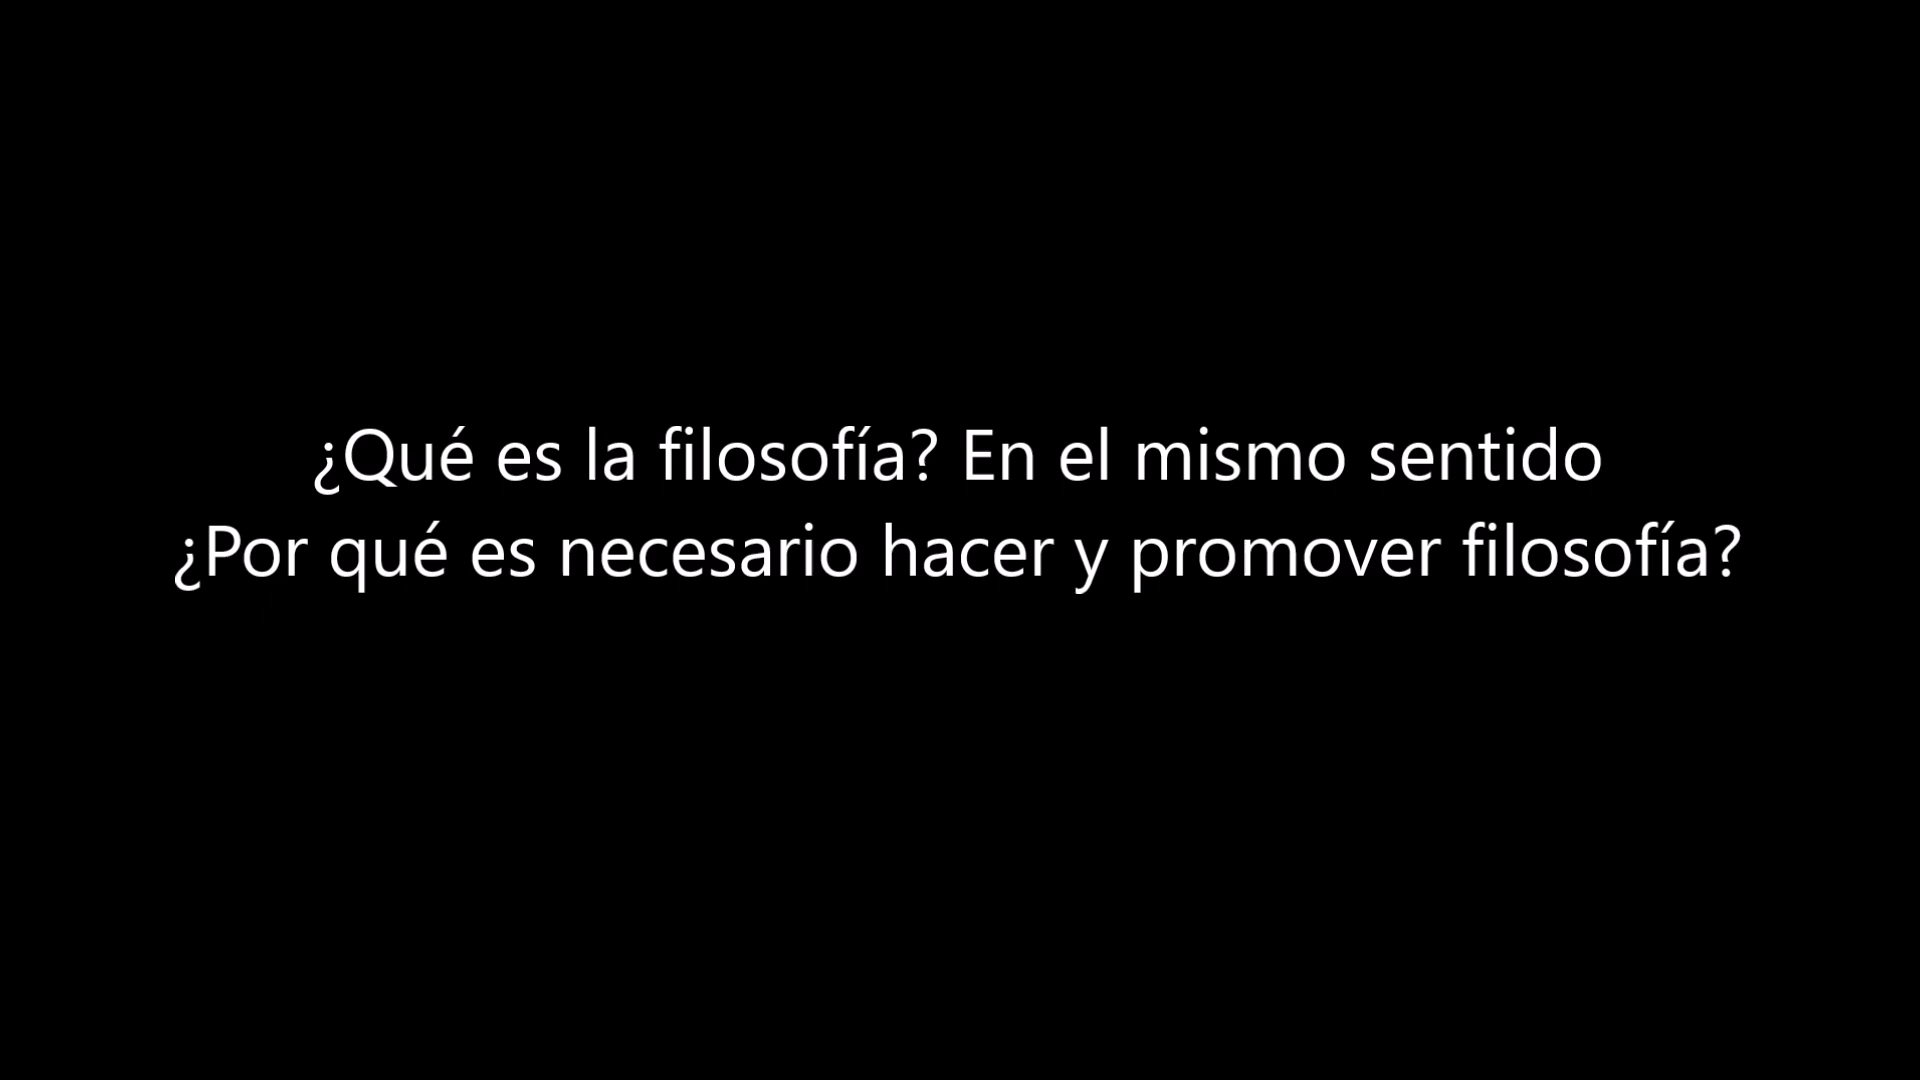 ¿Qué es la filosofía? En el mismo sentido
¿Por qué es necesario hacer y promover filosofía?